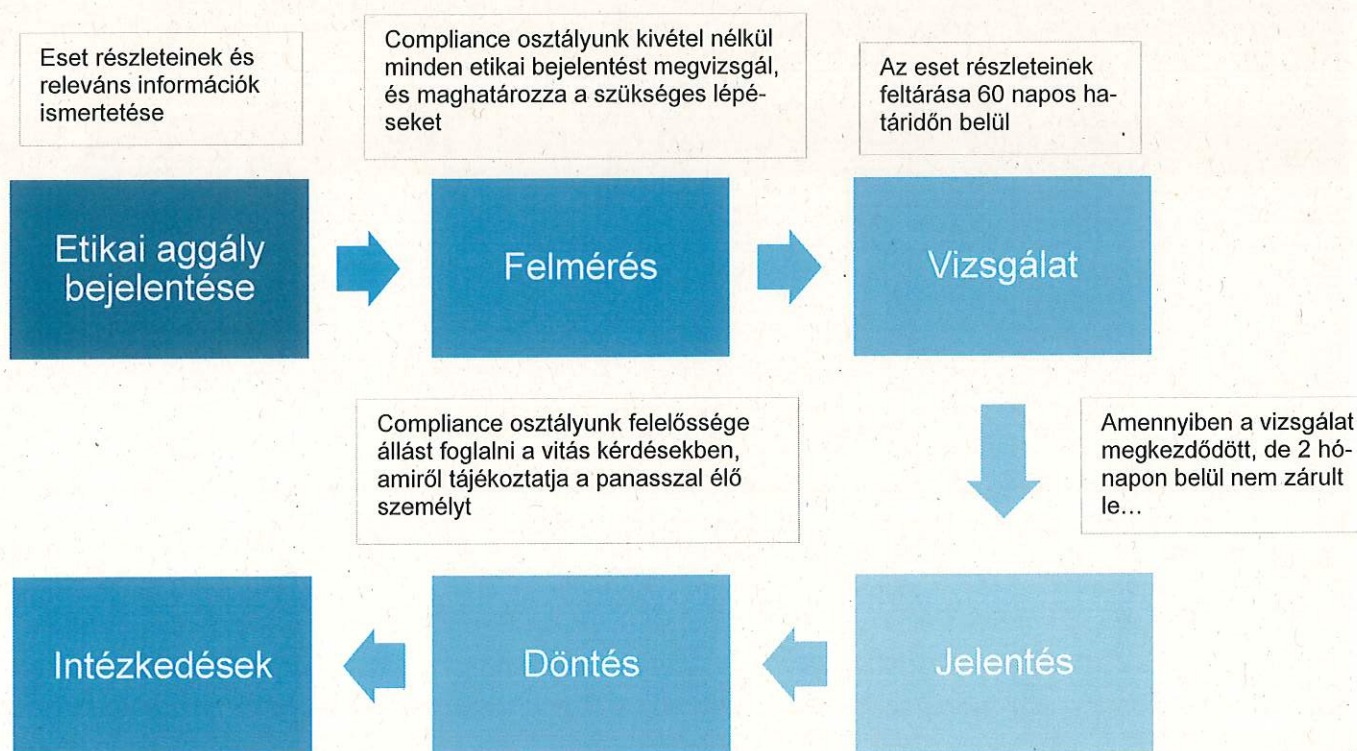 Eset részleteinek és
releváns információk
ismertetése
Compliance osztályunk kivétel nélkül
minden etikai bejelentést megvizsgál,
és maghatározza a szükséges lépé-
seket
Az eset részleteinek
feltárása 60 napos ha-
táridőn belül
Etikai aggály
bejelentése
Felmérés
Vizsgálat
Compliance osztályunk felelőssége
állást foglalni a vitás kérdésekben,
amiről tájékoztatja a panasszal élő
személyt
Amennyiben a vizsgálat
megkezdődött, de 2 hó-
napon belül nem zárult
le...
Intézkedések
Döntés
Jelentés